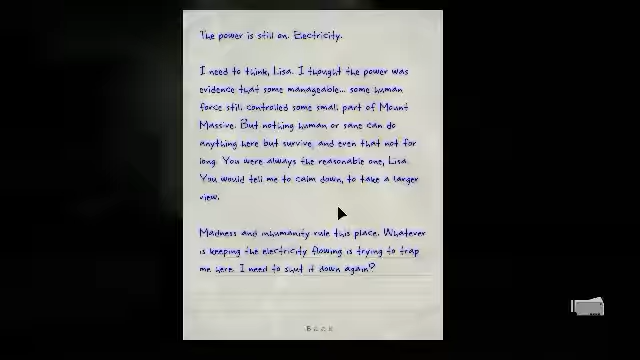 The power is still on. Electricity.
I need to think, Lisa. I thought the power was
evidence that some manageable... some human
force still controlled some small part of Mount
Massive. But nothing human or sane can do
anything here but survive, and even that not for
long. You were always the reasonable one, Lisa.
You would tell me to calm down, to take a larger
view.
Madness and inhumanity rule this place. Whatever
is keeping the electricity flowing is trying to trap
me here. I need to shut it down again?
BACK